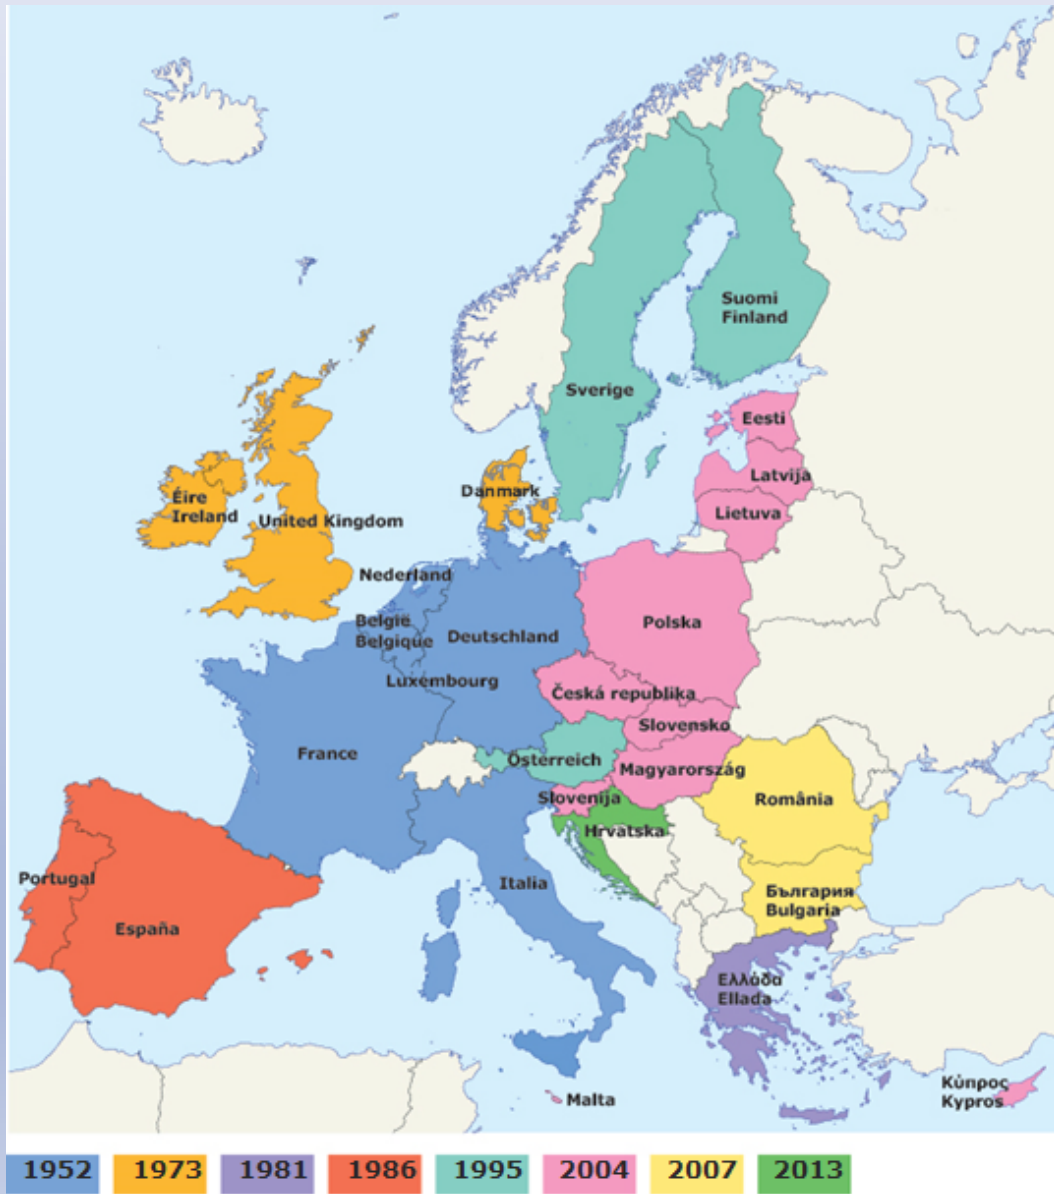 Suomi
Finland
Sverige
Eesti
Latvija
Lietuva
Danmark
Éire
Ireland
United Kingdom
Nederland
België
Belgique
Deutschland
Polska
Luxembourg
Česká republika
Slovensko
France
Österreich
Magyarország
Slovenija
România
Hrvatska
Portugal
España
Italia
България
Bulgaria
Ελλάδα
Ellada
Malta
Κύπρος
Kypros
1952 1973 1981 1986 1995 2004 2007 2013